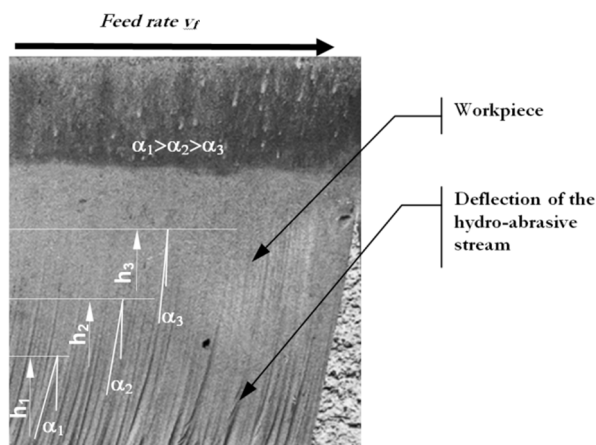 Feed rate vf
α1>α2>α3
Workpiece
Deflection of the
hydro-abrasive
stream
h3
α3
h2
α2
h1
α1